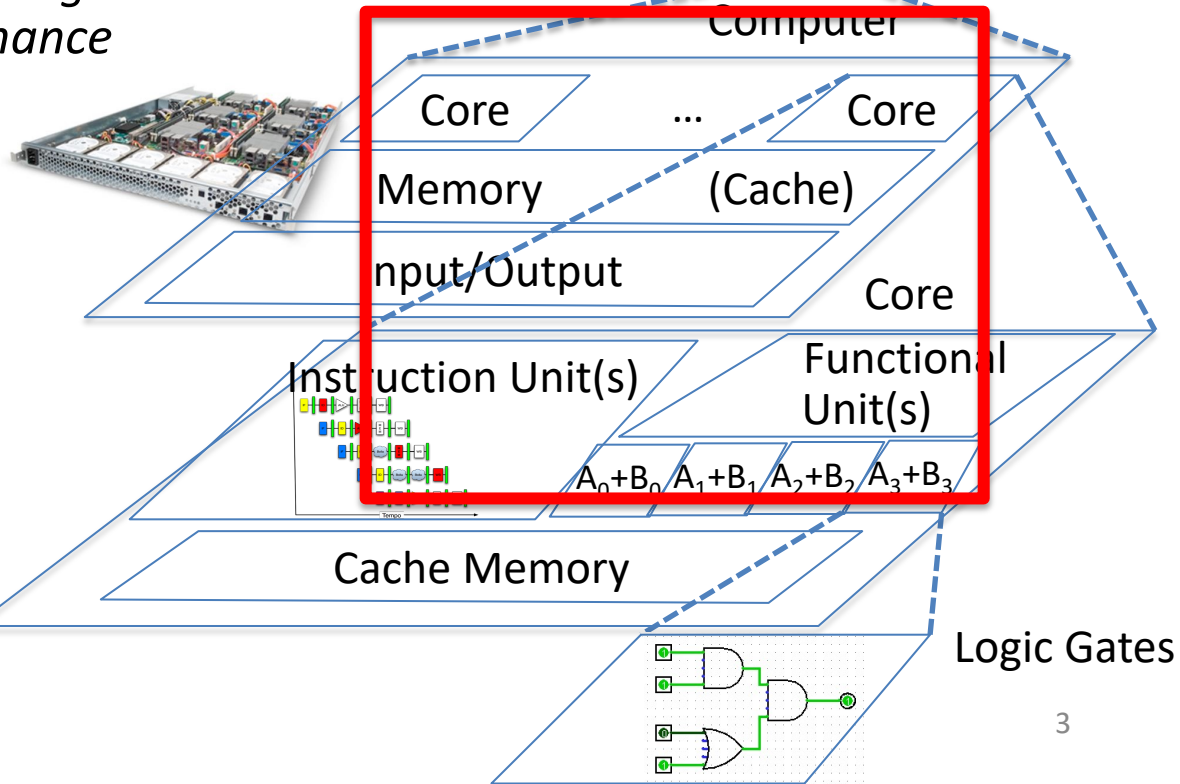 nance
Computer
Core ... Core
Memory (Cache)
nput/Output
Core
Instruction Unit(s)
Functional
Unit(s)
A₀+B₀ A₁+B₁ A₂+B₂ A₃+B₃
Tempo
Cache Memory
Logic Gates
3